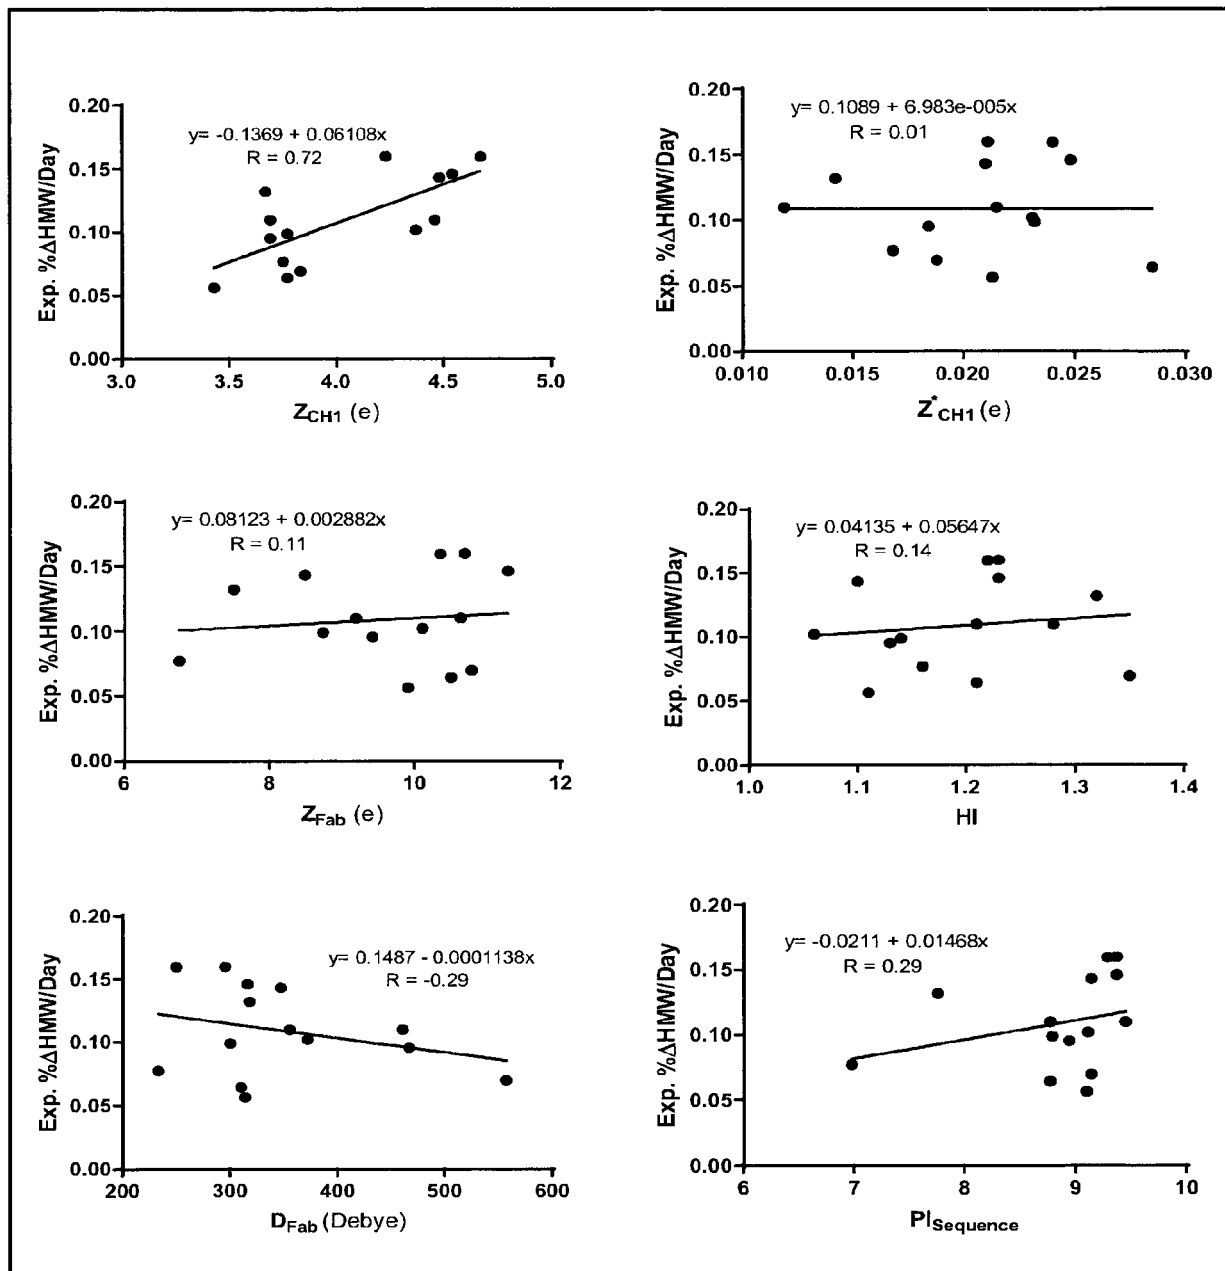 0.20
0.15
0.10
0.05
0.00
Exp. %ΔHMW/Day
y= -0.1369 + 0.06108x
R = 0.72
3.0 3.5 4.0 4.5 5.0
ZCH1 (e)
0.20
0.15
0.10
0.05
0.00
Exp. %ΔHMW/Day
y= 0.1089 + 6.983e-005x
R = 0.01
0.010 0.015 0.020 0.025 0.030
Z*CH1 (e)
0.20
0.15
0.10
0.05
0.00
Exp. %ΔHMW/Day
y= 0.08123 + 0.002882x
R = 0.11
6 8 10 12
ZFab (e)
0.20
0.15
0.10
0.05
0.00
Exp. %ΔHMW/Day
y= 0.04135 + 0.05647x
R = 0.14
1.0 1.1 1.2 1.3 1.4
HI
0.20
0.15
0.10
0.05
0.00
Exp. %ΔHMW/Day
y= 0.1487 - 0.0001138x
R = -0.29
200 300 400 500 600
DFab (Debye)
0.20
0.15
0.10
0.05
0.00
Exp. %ΔHMW/Day
y= -0.0211 + 0.01468x
R = 0.29
6 7 8 9 10
PISequence